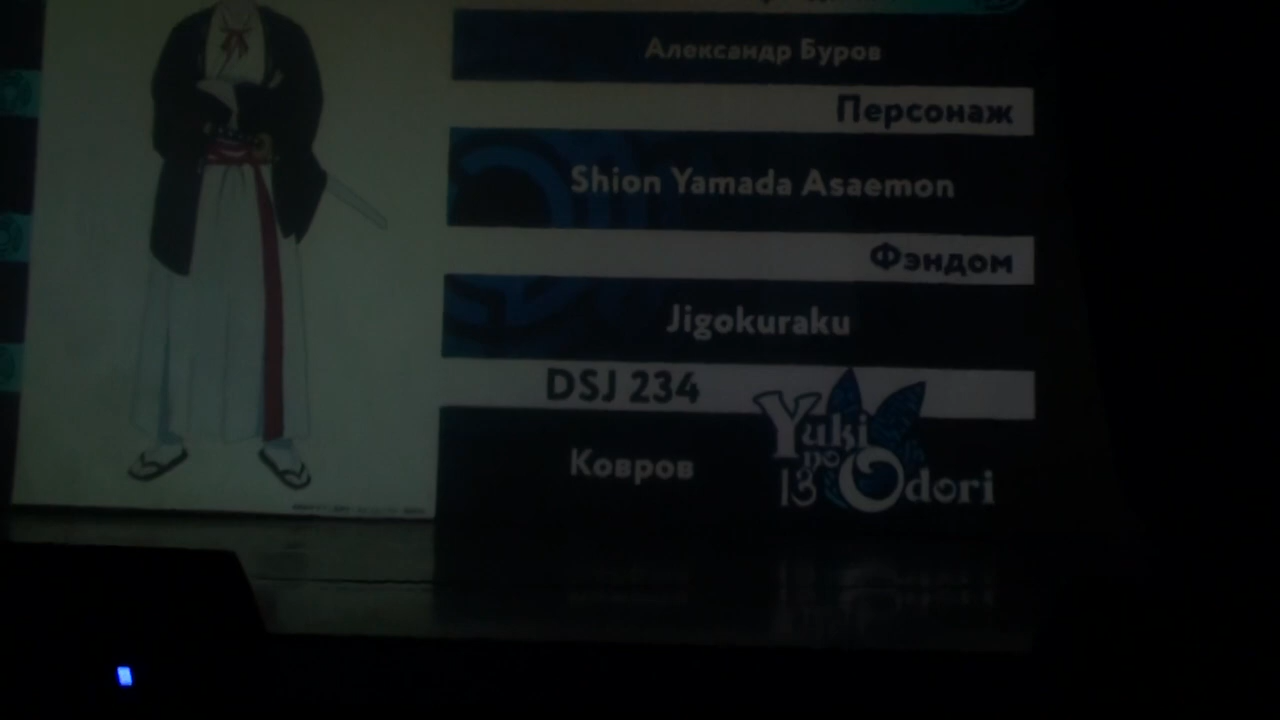 Александр Буров
Персонаж
Shion Yamada Asaemon
Фэндом
Jigokuraku
DSJ 234
Ковров
Yuki
no
13 Odori